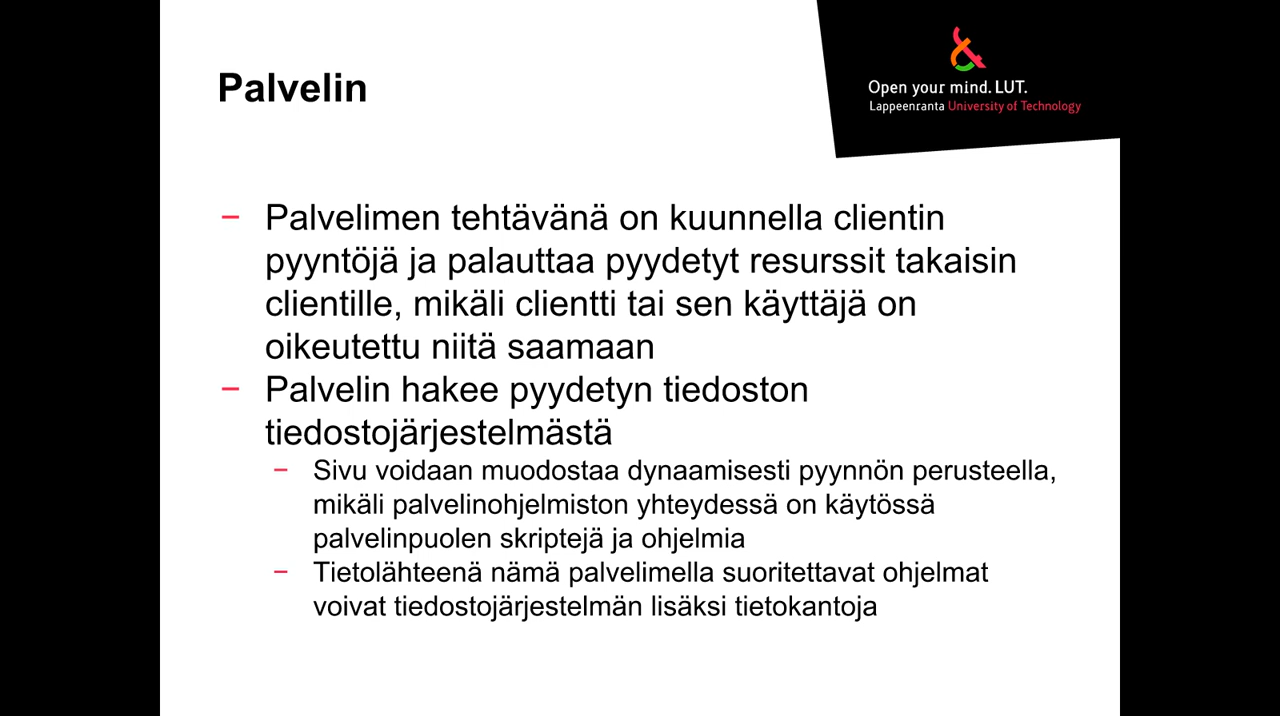 Palvelin
Open your mind. LUT.
Lappeenranta University of Technology
– Palvelimen tehtävänä on kuunnella clientin
pyyntöjä ja palauttaa pyydetyt resurssit takaisin
clientille, mikäli clientti tai sen käyttäjä on
oikeutettu niitä saamaan
– Palvelin hakee pyydetyn tiedoston
tiedostojärjestelmästä
– Sivu voidaan muodostaa dynaamisesti pyynnön perusteella,
mikäli palvelinohjelmiston yhteydessä on käytössä
palvelinpuolen skriptejä ja ohjelmia
– Tietolähteenä nämä palvelimella suoritettavat ohjelmat
voivat tiedostojärjestelmän lisäksi tietokantoja